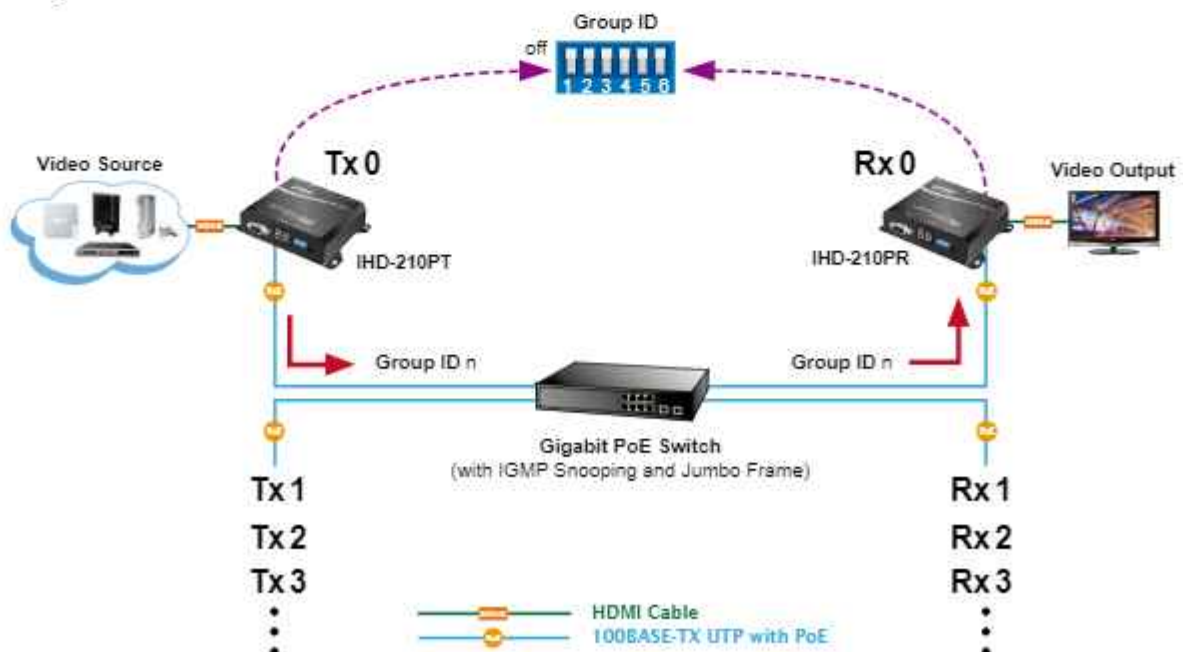 Group ID
off
1 2 3 4 5 6
Video Source
Tx 0
Rx 0
Video Output
IHD-210PT
IHD-210PR
Group ID n
Group ID n
Gigabit PoE Switch
(with IGMP Snooping and Jumbo Frame)
Tx 1
Rx 1
Tx 2
Rx 2
Tx 3
Rx 3
HDMI Cable
100BASE-TX UTP with PoE